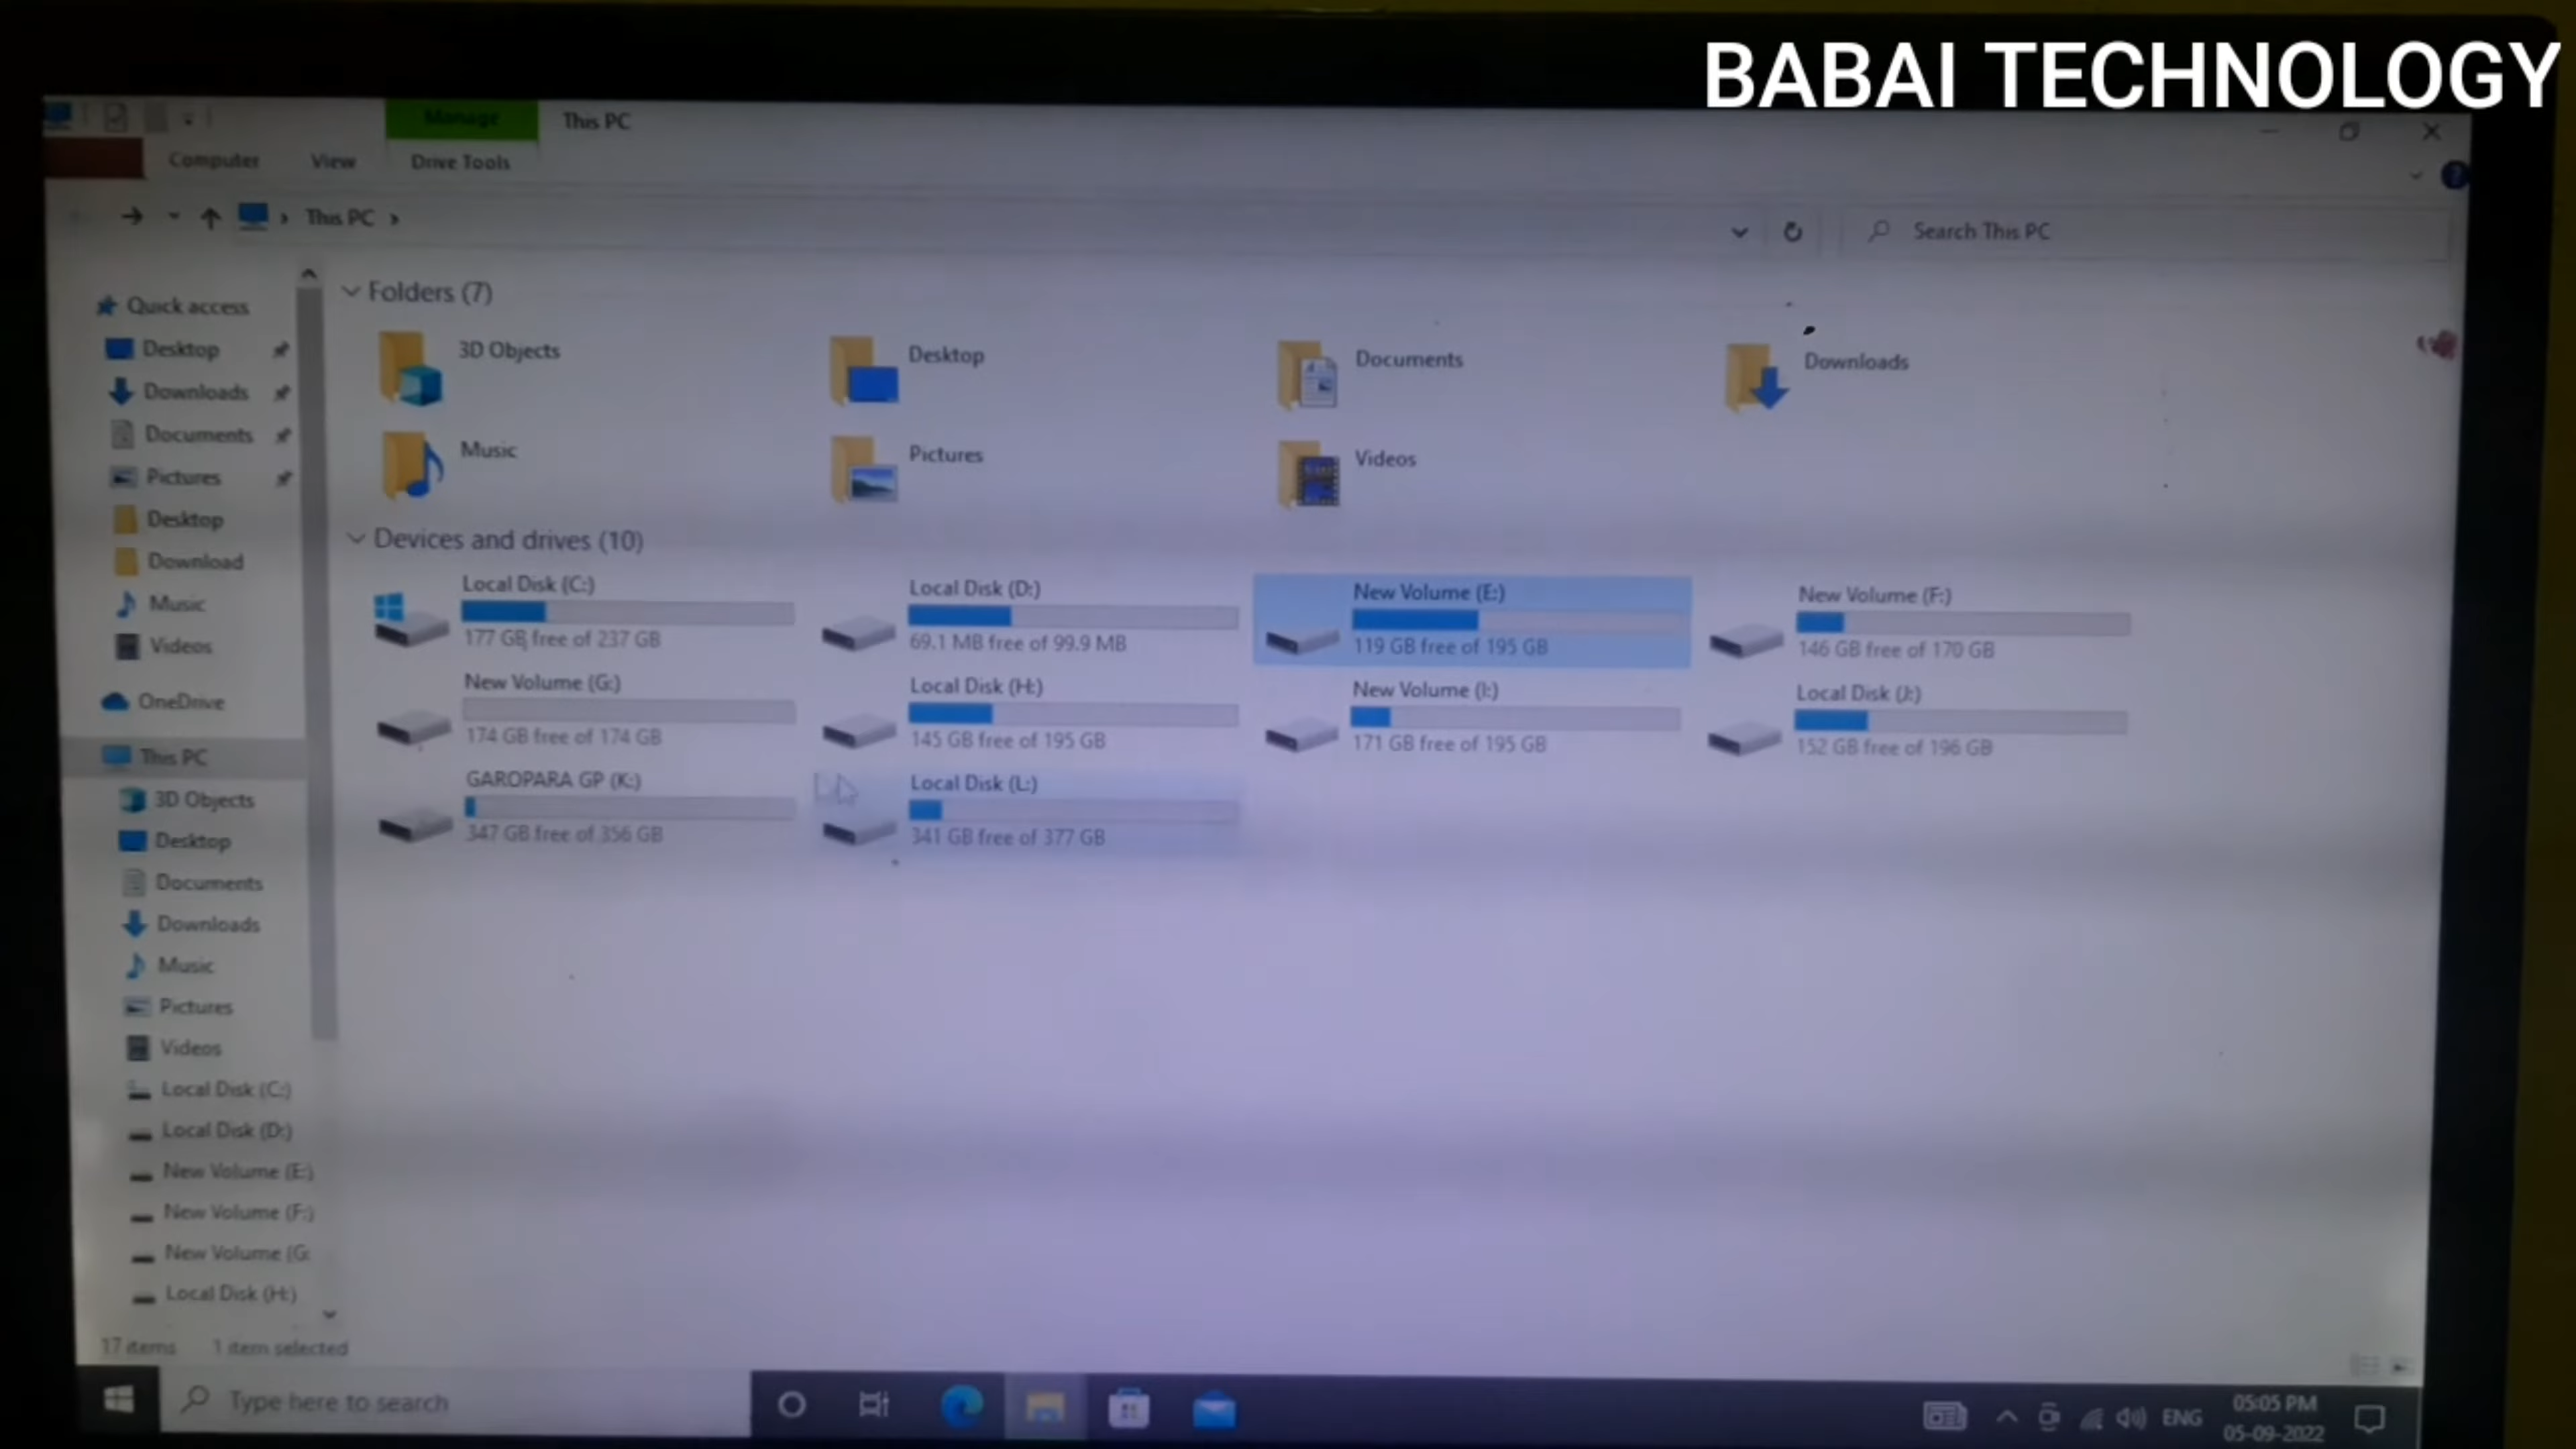 BABAI TECHNOLOGY
Manage
This PC
Computer View Drive Tools
This PC
Search This PC
Quick access
Desktop
Downloads
Documents
Pictures
Desktop
Download
Music
Videos
OneDrive
This PC
3D Objects
Desktop
Documents
Downloads
Music
Pictures
Videos
Local Disk (C:)
Local Disk (D:)
New Volume (E:)
New Volume (F:)
New Volume (G:
Local Disk (H:)
Folders (7)
3D Objects
Desktop
Documents
Downloads
Music
Pictures
Videos
Devices and drives (10)
Local Disk (C:)
177 GB free of 237 GB
Local Disk (D:)
69.1 MB free of 99.9 MB
New Volume (E:)
119 GB free of 195 GB
New Volume (F:)
146 GB free of 170 GB
New Volume (G:)
174 GB free of 174 GB
Local Disk (H:)
145 GB free of 195 GB
New Volume (I:)
171 GB free of 195 GB
Local Disk (J:)
152 GB free of 196 GB
GAROPARA GP (K:)
347 GB free of 356 GB
Local Disk (L:)
341 GB free of 377 GB
17 items 1 item selected
Type here to search
ENG
05:05 PM
05-09-2022